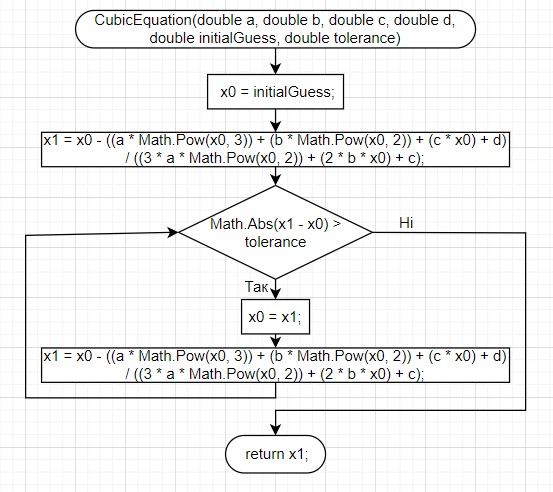 CubicEquation(double a, double b, double c, double d,
double initialGuess, double tolerance)
x0 = initialGuess;
x1 = x0 - ((a * Math.Pow(x0, 3)) + (b * Math.Pow(x0, 2)) + (c * x0) + d)
/ ((3 * a * Math.Pow(x0, 2)) + (2 * b * x0) + c);
Math.Abs(x1 - x0) >
tolerance
Ні
Так
x0 = x1;
x1 = x0 - ((a * Math.Pow(x0, 3)) + (b * Math.Pow(x0, 2)) + (c * x0) + d)
/ ((3 * a * Math.Pow(x0, 2)) + (2 * b * x0) + c);
return x1;